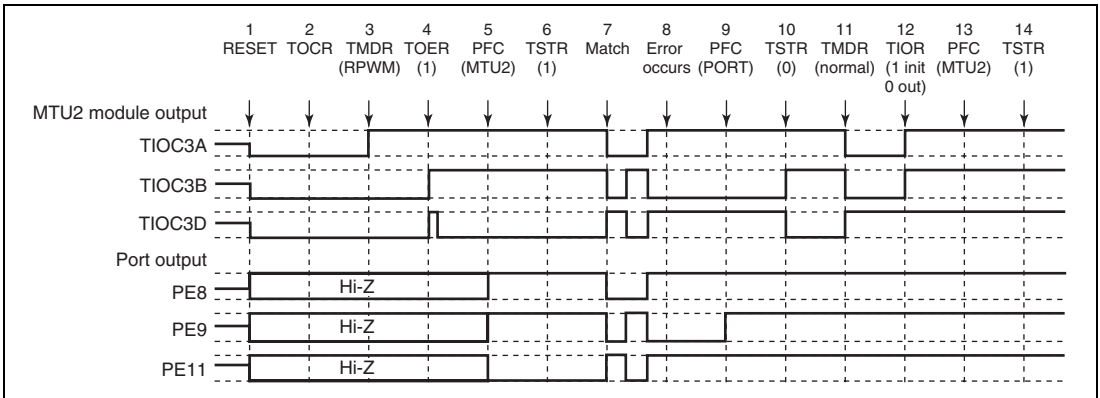 1 2 3 4 5 6 7 8 9 10 11 12 13 14
RESET TOCR TMDR TOER PFC TSTR Match Error PFC TSTR TMDR TIOR PFC TSTR
(RPWM) (1) (MTU2) (1) occurs (PORT) (0) (normal) (1 init (MTU2) (1)
0 out)
MTU2 module output
TIOC3A
TIOC3B
TIOC3D
Port output
PE8 Hi-Z
PE9 Hi-Z
PE11 Hi-Z